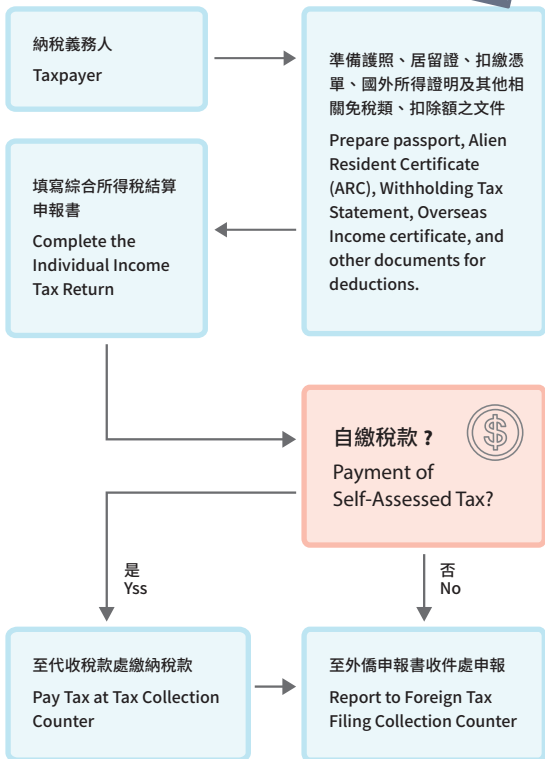 納稅義務人
Taxpayer
準備護照、居留證、扣繳憑
單、國外所得證明及其他相
關免稅類、扣除額之文件
Prepare passport, Alien
Resident Certificate
(ARC), Withholding Tax
Statement, Overseas
Income certificate, and
other documents for
deductions.
填寫綜合所得稅結算
申報書
Complete the
Individual Income
Tax Return
自繳稅款 ?
Payment of
Self-Assessed Tax?
$
是
Yss
否
No
至代收稅款處繳納稅款
Pay Tax at Tax Collection
Counter
至外僑申報書收件處申報
Report to Foreign Tax
Filing Collection Counter